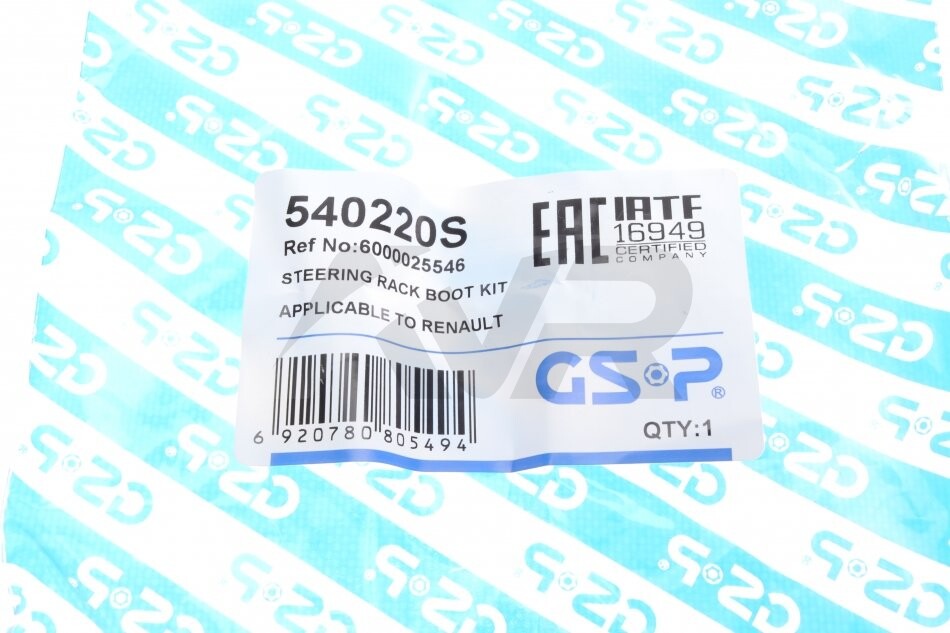 540220S
Ref No:6000025546
STEERING RACK BOOT KIT
APPLICABLE TO RENAULT
6 920780 805494
EAC
IATF
16949
CERTIFIED
COMPANY
GSP®
QTY:1
AVR